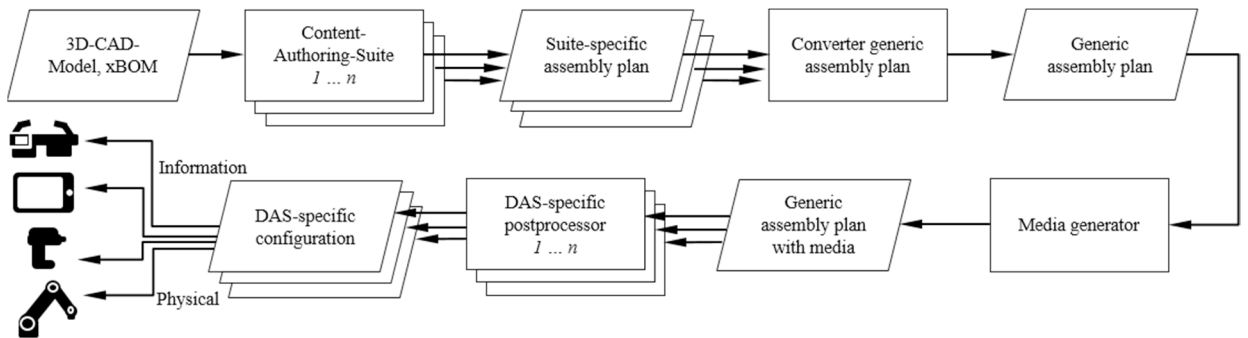 3D-CAD-
Model, xBOM
Content-
Authoring-Suite
1 ... n
Suite-specific
assembly plan
Converter generic
assembly plan
Generic
assembly plan
Information
DAS-specific
configuration
DAS-specific
postprocessor
1 ... n
Generic
assembly plan
with media
Media generator
Physical